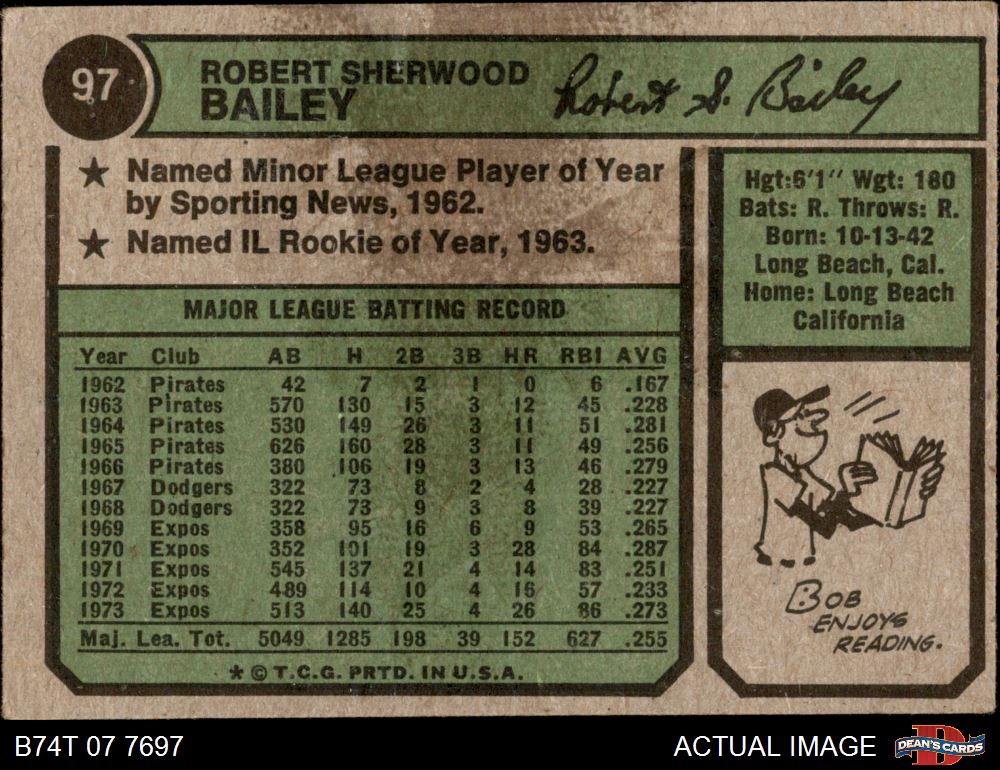 97
ROBERT SHERWOOD
BAILEY
Robert S. Bailey
★ Named Minor League Player of Year
by Sporting News, 1962.
★ Named IL Rookie of Year, 1963.
Hgt: 6'1" Wgt: 180
Bats: R. Throws: R.
Born: 10-13-42
Long Beach, Cal.
Home: Long Beach
California
MAJOR LEAGUE BATTING RECORD
Year Club AB H 2B 3B HR RBI AVG
1962 Pirates 42 7 2 1 0 6 .167
1963 Pirates 570 130 15 3 12 45 .228
1964 Pirates 530 149 26 3 11 51 .281
1965 Pirates 626 160 28 3 11 49 .256
1966 Pirates 380 106 19 3 13 46 .279
1967 Dodgers 322 73 8 2 4 28 .227
1968 Dodgers 322 73 9 3 8 39 .227
1969 Expos 358 95 16 6 9 53 .265
1970 Expos 352 101 19 3 28 84 .287
1971 Expos 545 137 21 4 14 83 .251
1972 Expos 489 114 10 4 16 57 .233
1973 Expos 513 140 25 4 26 86 .273
Maj. Lea. Tot. 5049 1285 198 39 152 627 .255
* © T.C.G. PRTD. IN U.S.A.
BOB
ENJOYS
READING.
B74T 07 7697
ACTUAL IMAGE
D
DEAN'S CARDS